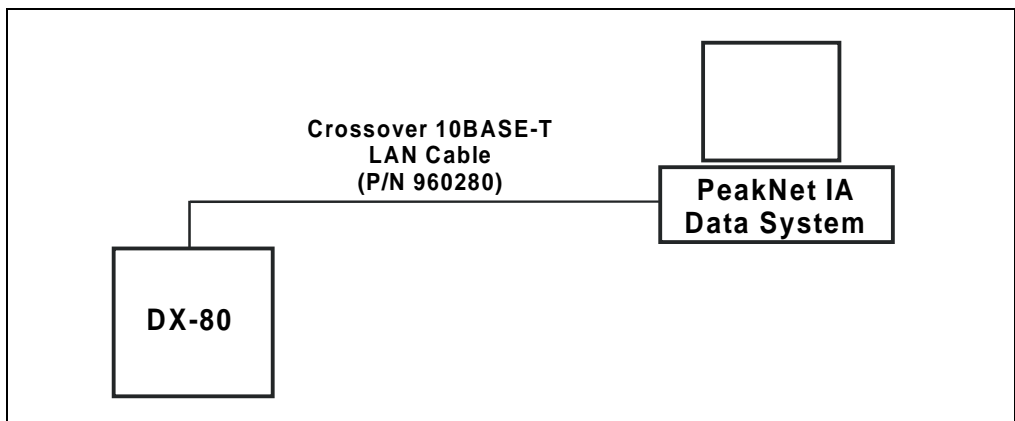 Crossover 10BASE-T
LAN Cable
(P/N 960280)
PeakNet IA
Data System
DX-80